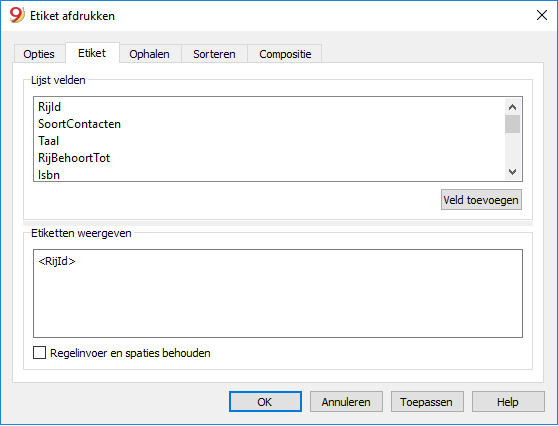 9 Etiket afdrukken
Opties Etiket Ophalen Sorteren Compositie
Lijst velden
RijId
SoortContacten
Taal
RijBehoortTot
Isbn
Veld toevoegen
Etiketten weergeven
<RijId>
Regelinvoer en spaties behouden
OK Annuleren Toepassen Help